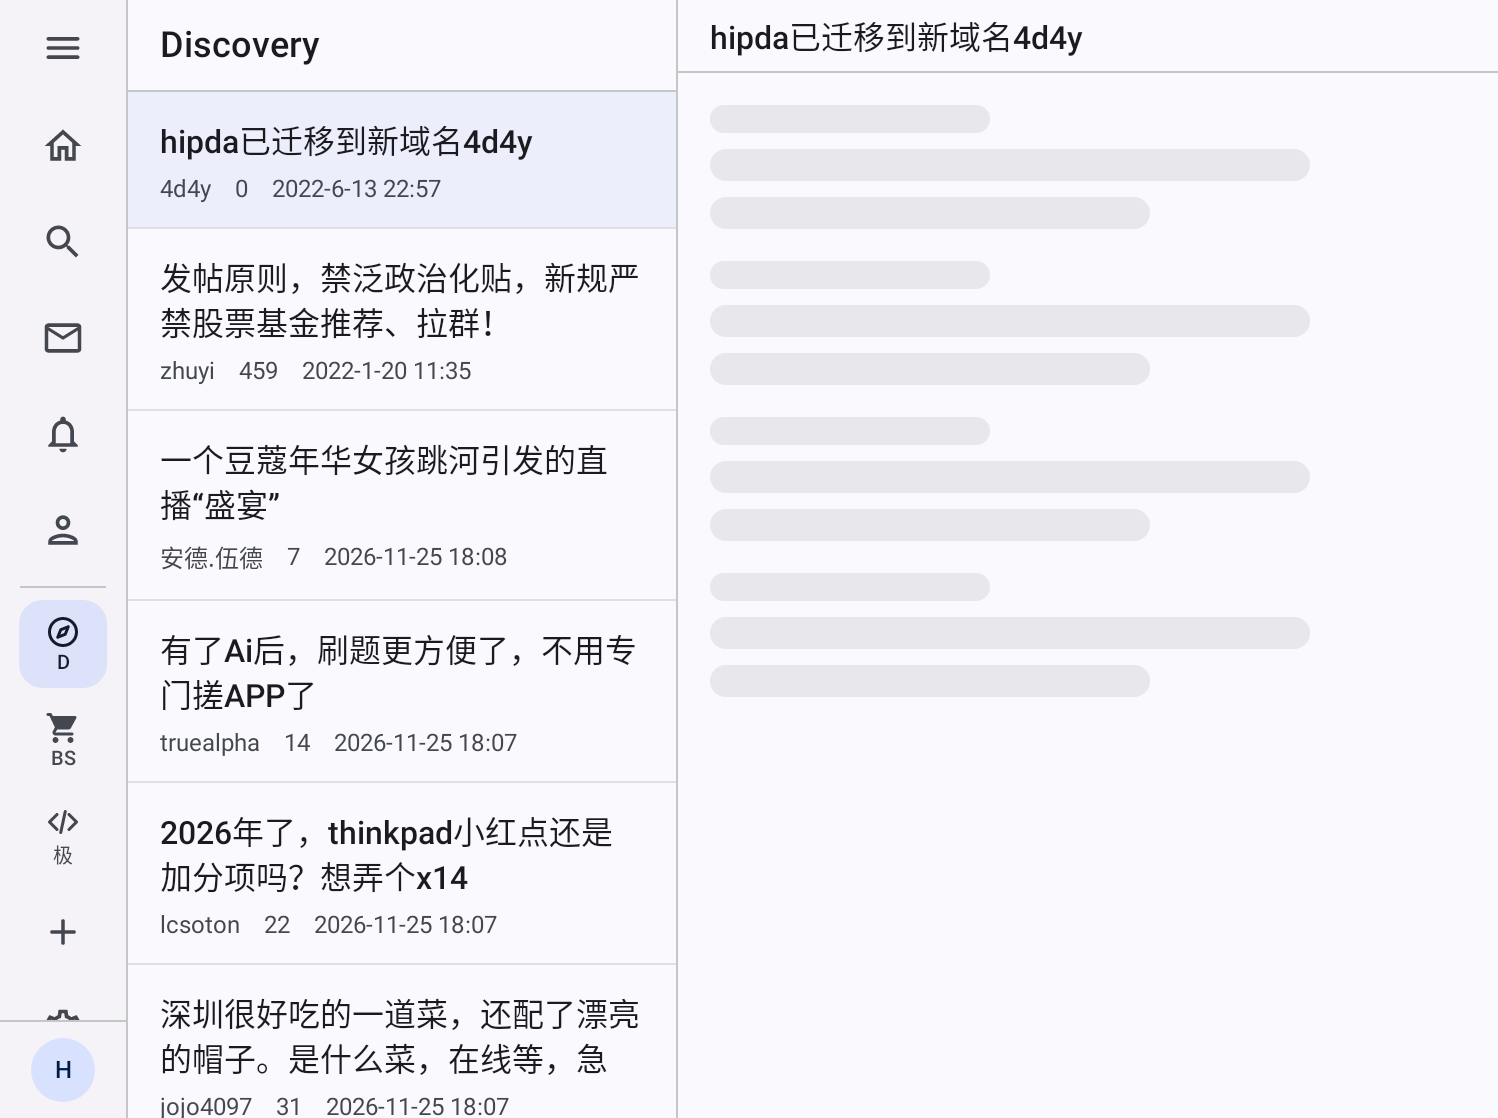 Discovery
hipda已迁移到新域名4d4y
4d4y 0 2022-6-13 22:57
发帖原则，禁泛政治化贴，新规严
禁股票基金推荐、拉群！
zhuyi 459 2022-1-20 11:35
一个豆蔻年华女孩跳河引发的直
播“盛宴”
安德.伍德 7 2026-11-25 18:08
有了Ai后，刷题更方便了，不用专
门搓APP了
truealpha 14 2026-11-25 18:07
2026年了，thinkpad小红点还是
加分项吗？想弄个x14
lcsoton 22 2026-11-25 18:07
深圳很好吃的一道菜，还配了漂亮
的帽子。是什么菜，在线等，急
jojo4097 31 2026-11-25 18:07
hipda已迁移到新域名4d4y
D
BS
极
H